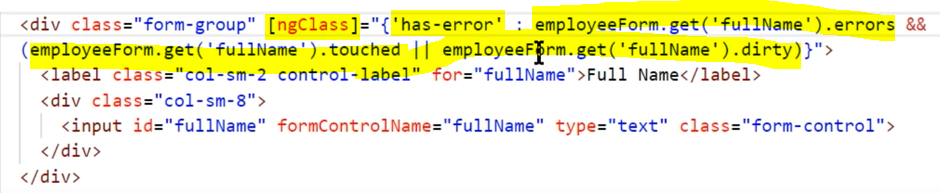 <div class="form-group" [ngClass]="{'has-error' : employeeForm.get('fullName').errors &&
(employeeForm.get('fullName').touched || employeeForm.get('fullName').dirty)}">
<label class="col-sm-2 control-label" for="fullName">Full Name</label>
<div class="col-sm-8">
<input id="fullName" formControlName="fullName" type="text" class="form-control">
</div>
</div>